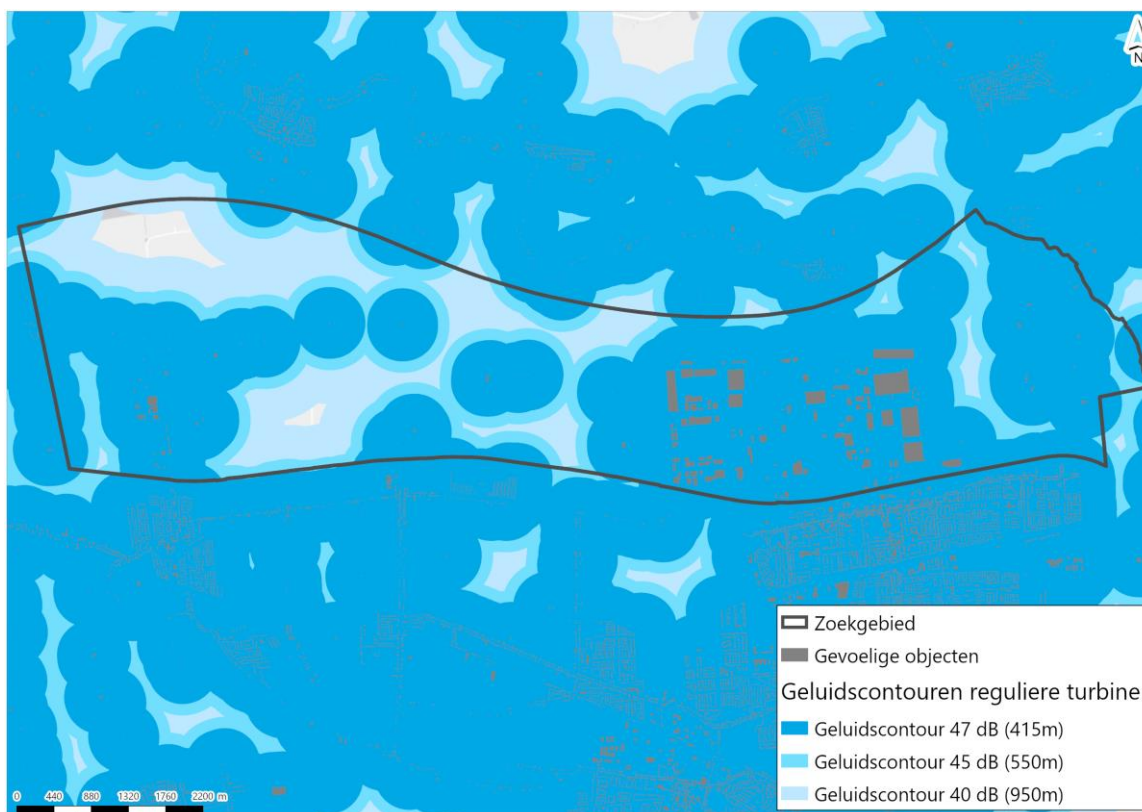 N
Zoekgebied
Gevoelige objecten
Geluidscontouren reguliere turbine
Geluidscontour 47 dB (415m)
Geluidscontour 45 dB (550m)
Geluidscontour 40 dB (950m)
0 440 880 1320 1760 2200 m